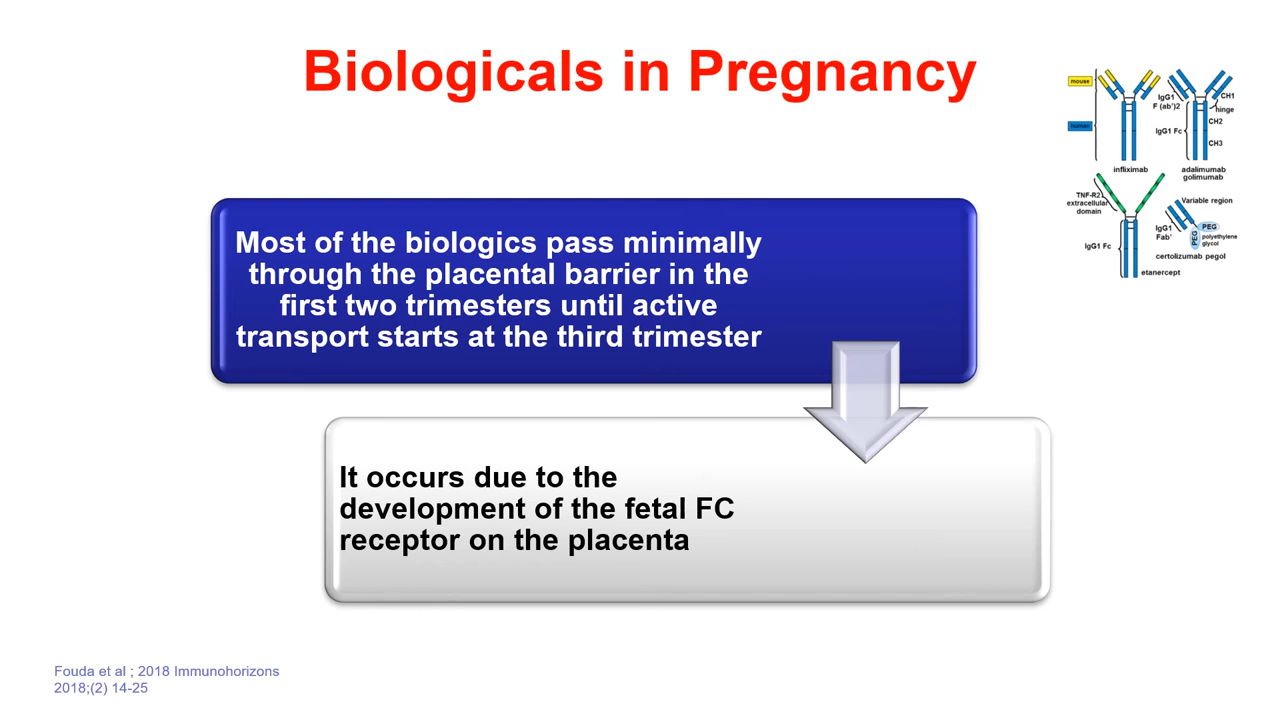 Biologicals in Pregnancy
Most of the biologics pass minimally
through the placental barrier in the
first two trimesters until active
transport starts at the third trimester
It occurs due to the
development of the fetal FC
receptor on the placenta
mouse
human
infliximab
IgG1
F (ab')2
IgG1 Fc
CH1
hinge
CH2
CH3
adalimumab
golimumab
TNF-R2
extracellular
domain
IgG1 Fc
etanercept
Variable region
IgG1
Fab'
PEG
PEG
polyethylene
glycol
certolizumab pegol
Fouda et al ; 2018 Immunohorizons
2018;(2) 14-25